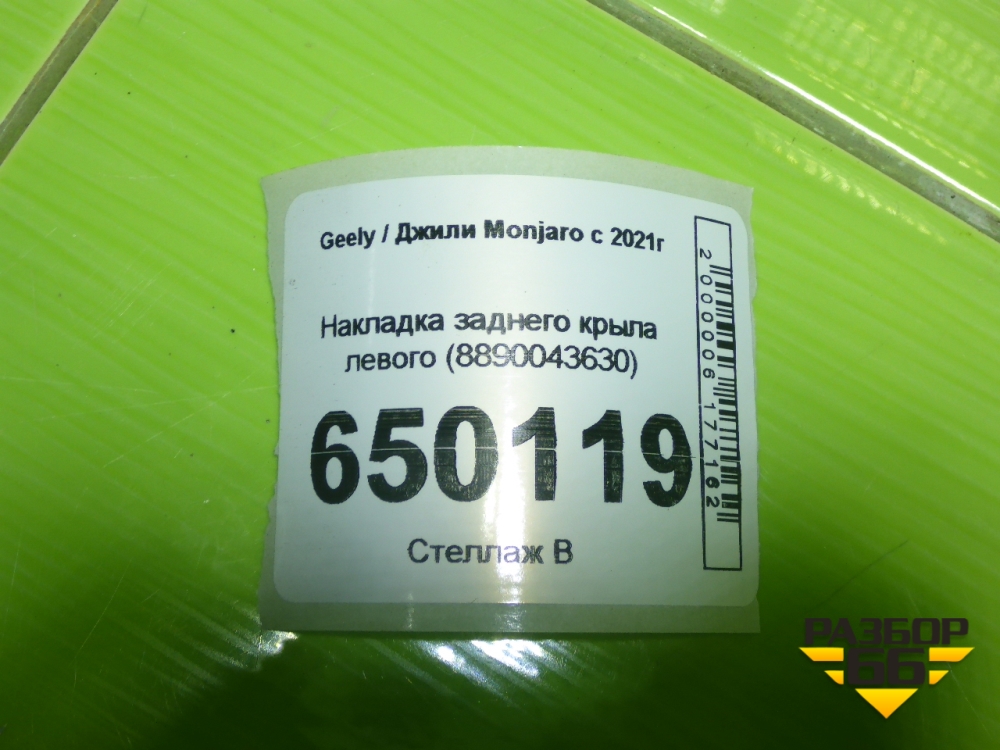 Geely / Джили Monjaro с 2021г
Накладка заднего крыла
левого (8890043630)
650119
Стеллаж В
2000006177162
РАЗБОР
66